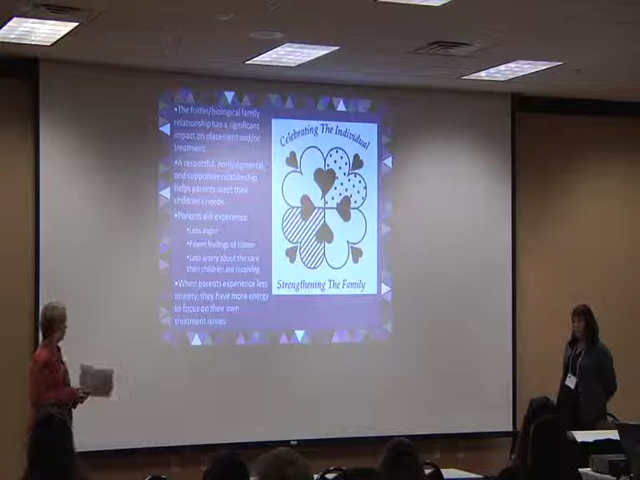 •The foster/biological family
relationship has a significant
impact on placement and/or
treatment.
•A respectful, nonjudgmental,
and supportive relationship
helps parents meet their
children's needs.
•Parents will experience
•Less anger
•Fewer feelings of blame
•Less worry about the care
their children are receiving
•When parents experience less
anxiety, they have more energy
to focus on their own
treatment issues
Celebrating The Individual
Strengthening The Family